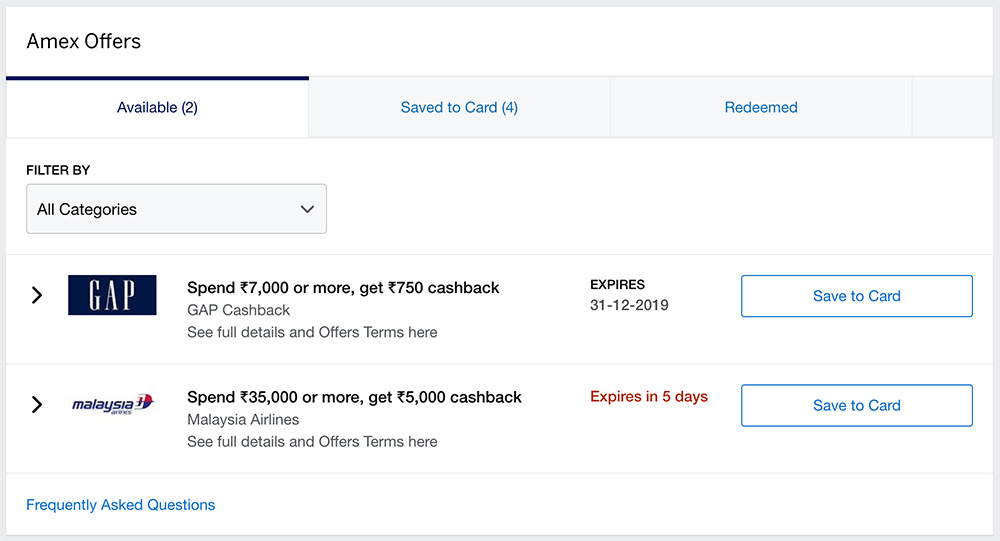 Amex Offers
Available (2)
Saved to Card (4)
Redeemed
FILTER BY
All Categories
GAP
Spend ₹7,000 or more, get ₹750 cashback
GAP Cashback
See full details and Offers Terms here
EXPIRES
31-12-2019
Save to Card
malaysia
airlines
Spend ₹35,000 or more, get ₹5,000 cashback
Malaysia Airlines
See full details and Offers Terms here
Expires in 5 days
Save to Card
Frequently Asked Questions